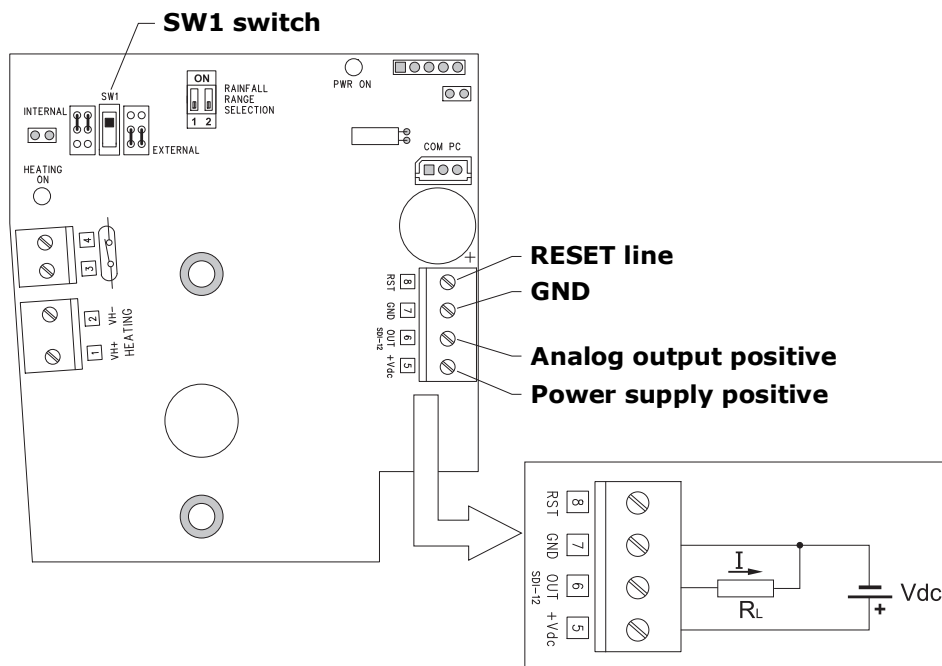 SW1 switch
ON
1 2
RAINFALL
RANGE
SELECTION
PWR ON
SW1
INTERNAL
EXTERNAL
COM PC
HEATING
ON
4
3
2
1
VH-
VH+
HEATING
+
RST
8
GND
7
OUT
SDI-12
6
+Vdc
5
RESET line
GND
Analog output positive
Power supply positive
RST
8
GND
7
OUT
SDI-12
6
+Vdc
5
I
RL
Vdc
+